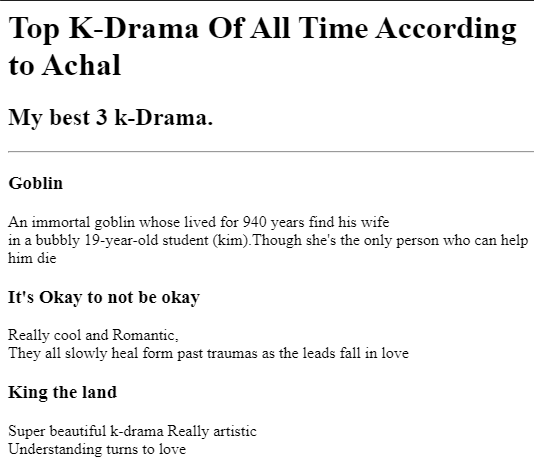 Top K-Drama Of All Time According
to Achal
My best 3 k-Drama.
Goblin
An immortal goblin whose lived for 940 years find his wife
in a bubbly 19-year-old student (kim).Though she's the only person who can help
him die
It's Okay to not be okay
Really cool and Romantic,
They all slowly heal form past traumas as the leads fall in love
King the land
Super beautiful k-drama Really artistic
Understanding turns to love